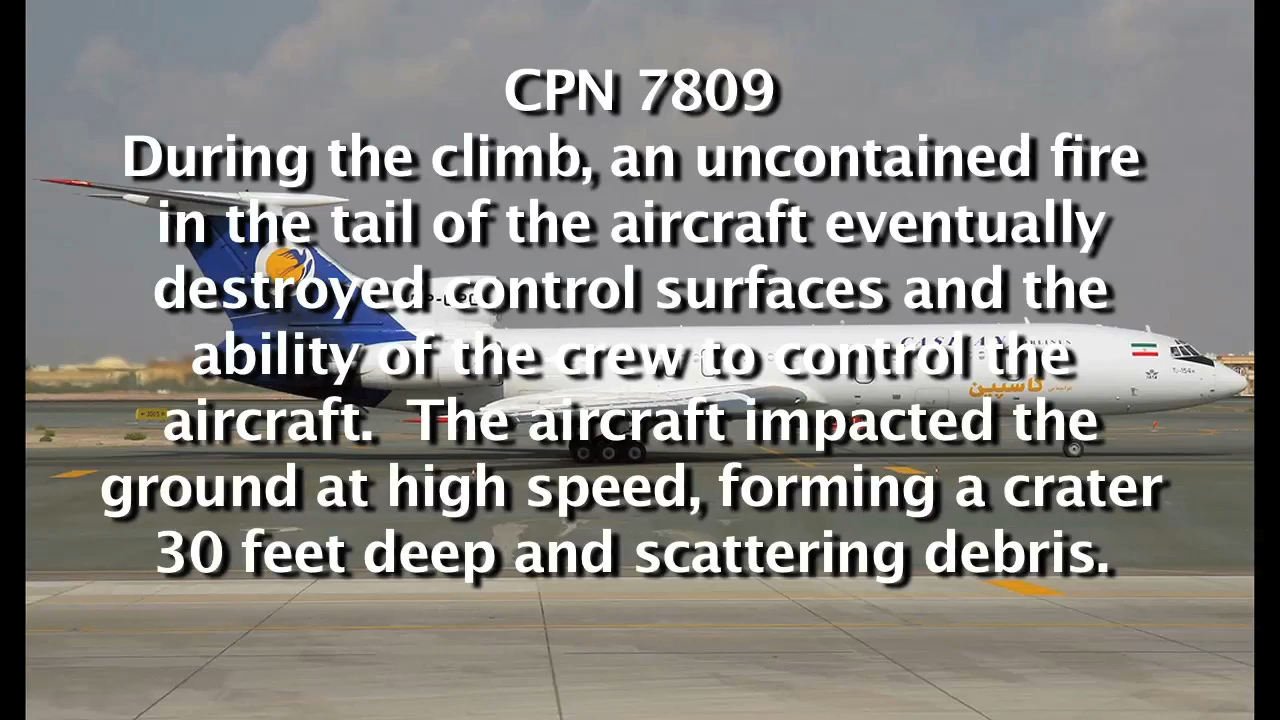 CPN 7809
During the climb, an uncontained fire
in the tail of the aircraft eventually
destroyed control surfaces and the
ability of the crew to control the
aircraft.  The aircraft impacted the
ground at high speed, forming a crater
30 feet deep and scattering debris.
کاسپین